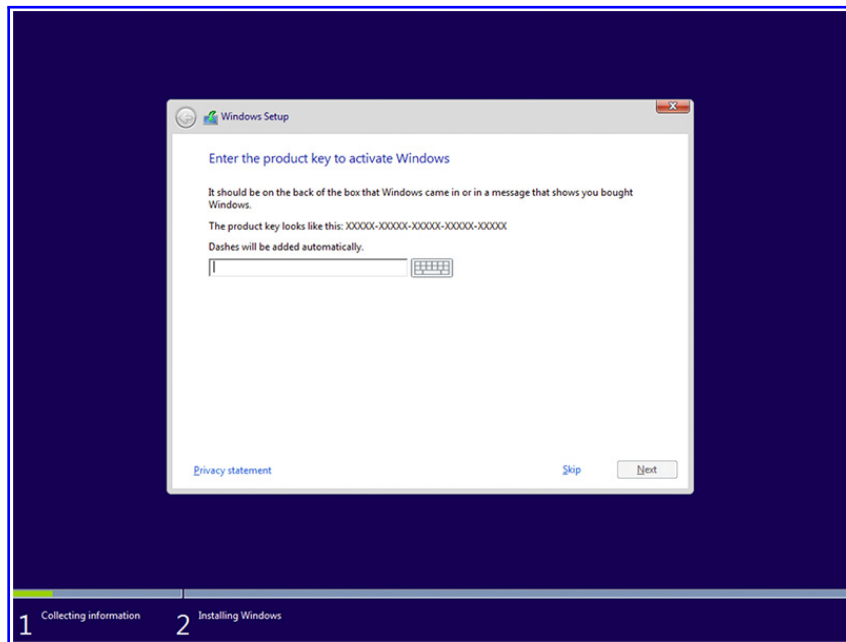 Windows Setup
Enter the product key to activate Windows
It should be on the back of the box that Windows came in or in a message that shows you bought
Windows.
The product key looks like this: XXXXX-XXXXX-XXXXX-XXXXX-XXXXX
Dashes will be added automatically.
Privacy statement
Skip
Next
1 Collecting information
2 Installing Windows